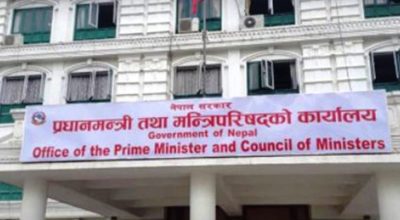 नेपाल सरकार
प्रधानमन्त्री तथा मन्त्रिपरिषद्को कार्यालय
Government of Nepal
Office of the Prime Minister and Council of Ministers